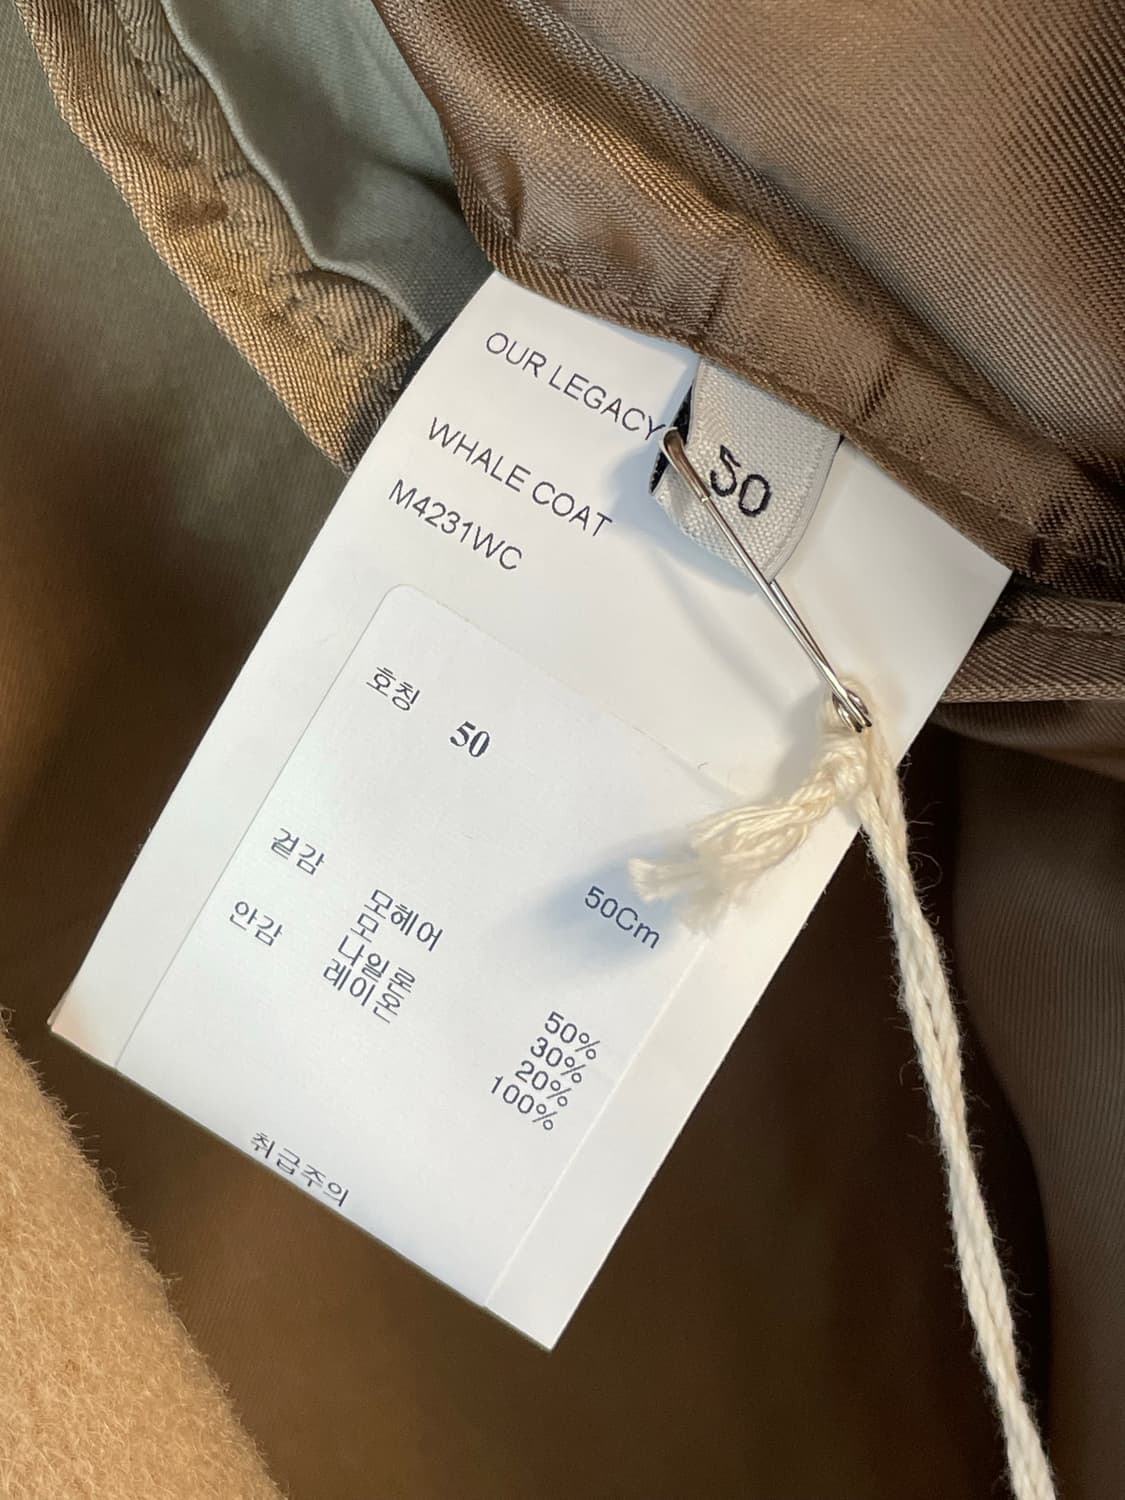 OUR LEGACY
50
WHALE COAT
M4231WC
호칭
50
50Cm
겉감 모헤어 50%
모 30%
나일론 20%
안감 레이온 100%
취급주의